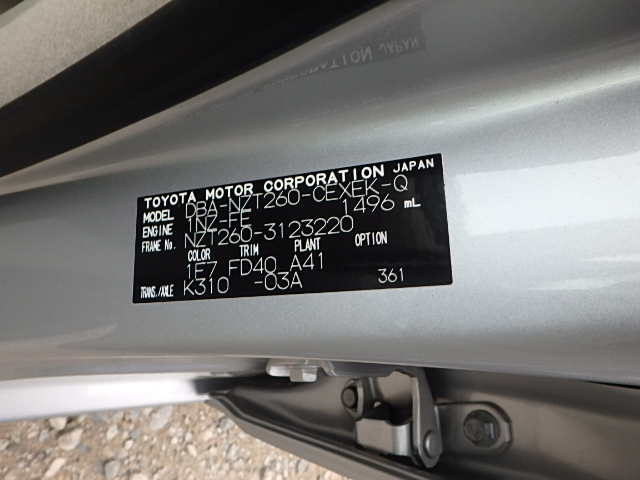 TOYOTA MOTOR CORPORATION JAPAN
MODEL DBA-NZT260-CEXEK-Q
ENGINE 1NZ-FE 1496 mL
FRAME No. NZT260-3123220
COLOR TRIM PLANT OPTION
1E7 FD40 A41
TRANS./AXLE K310 -03A 361